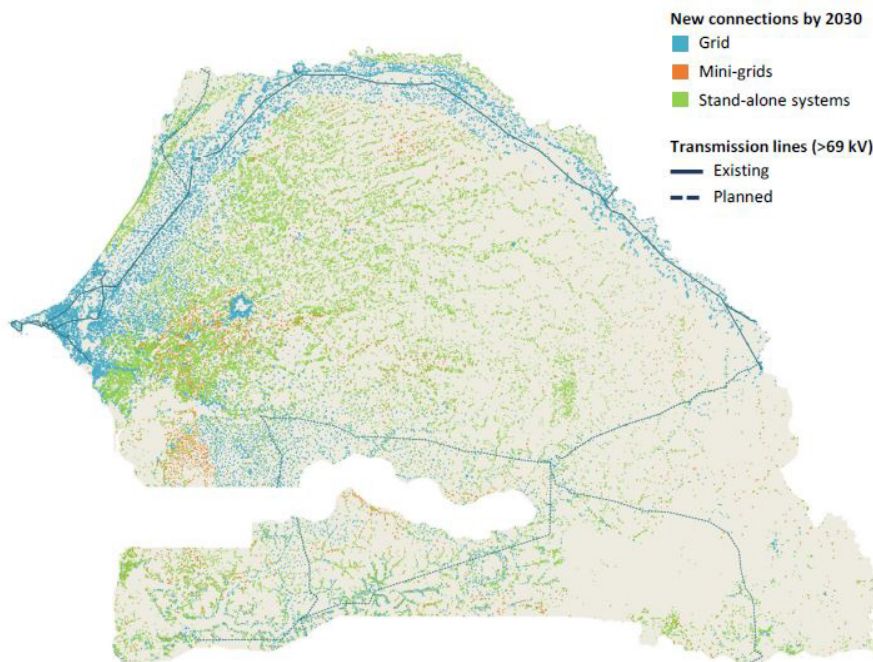 New connections by 2030
Grid
Mini-grids
Stand-alone systems
Transmission lines (>69 kV)
Existing
Planned